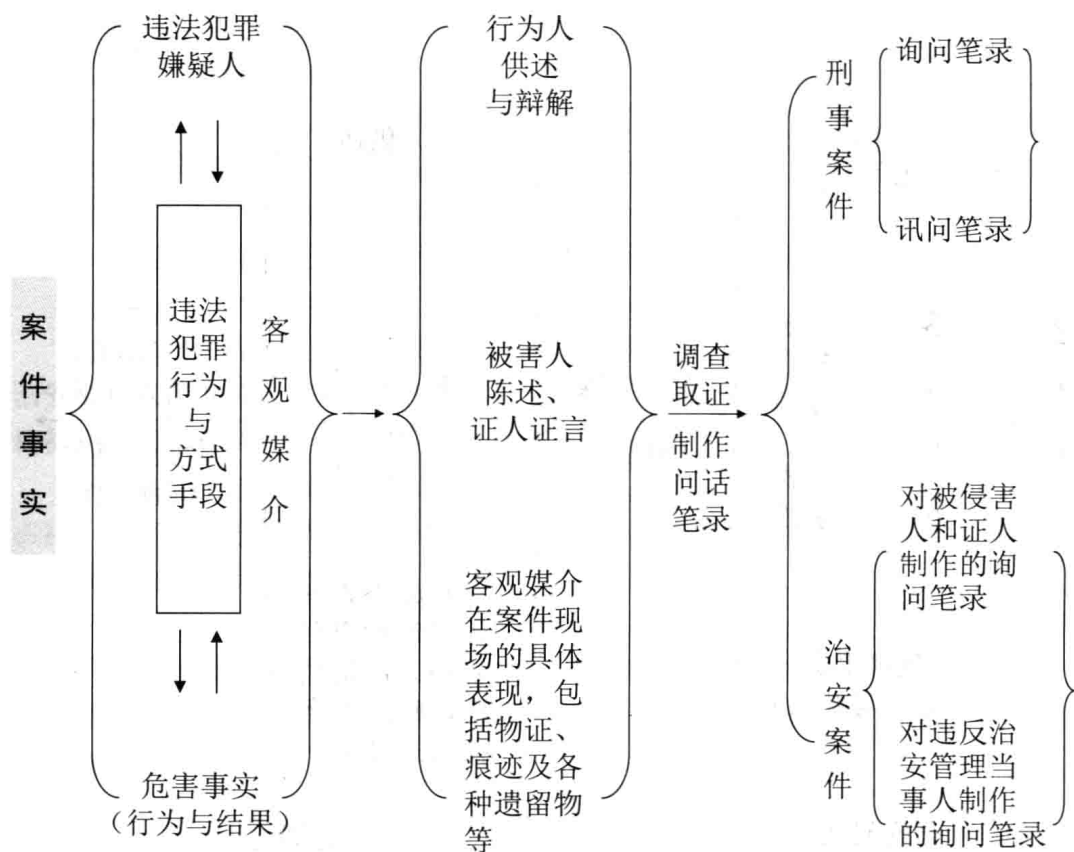 案
件
事
实
违法犯罪
嫌疑人
违法
犯罪
行为
与
方式
手段
客
观
媒
介
危害事实
（行为与结果）
行为人
供述
与辩解
被害人
陈述、
证人证言
客观媒介
在案件现
场的具体
表现，包
括物证、
痕迹及各
种遗留物
等
调查
取证
制作
问话
笔录
刑
事
案
件
询问笔录
讯问笔录
治
安
案
件
对被侵害
人和证人
制作的询
问笔录
对违反治
安管理当
事人制作
的询问笔录